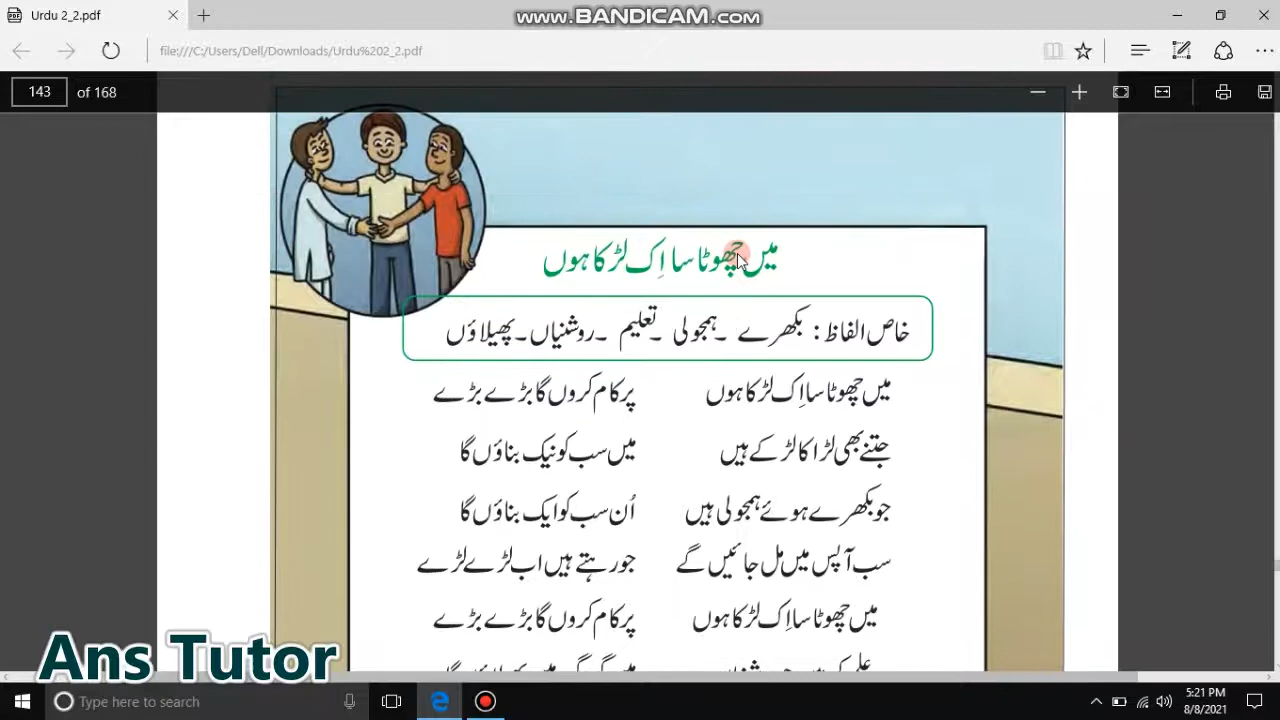 Urdu 2_2.pdf
www.BANDICAM.com
file:///C:/Users/Dell/Downloads/Urdu%202_2.pdf
143 of 168
میں چھوٹا سا اِک لڑکا ہوں
خاص الفاظ: بکھرے ۔ ہمجولی ۔ تعلیم ۔ روشنیاں ۔ پھیلاؤں
میں چھوٹا سا اِک لڑکا ہوں پر کام کروں گا بڑے بڑے
جتنے بھی لڑاکا لڑکے ہیں میں سب کو نیک بناؤں گا
جو بکھرے ہوئے ہمجولی ہیں اُن سب کو ایک بناؤں گا
سب آپس میں مل جائیں گے جو رہتے ہیں اب لڑے لڑے
میں چھوٹا سا اِک لڑکا ہوں پر کام کروں گا بڑے بڑے
Ans Tutor
Type here to search
5:21 PM
8/8/2021